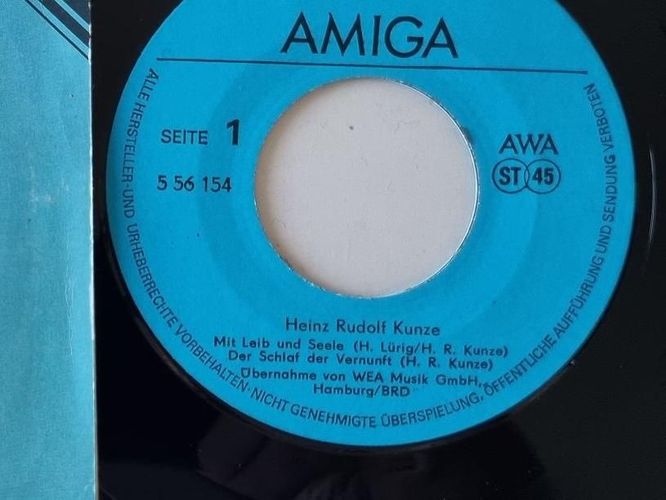 AMIGA
SEITE 1
5 56 154
AWA
ST 45
Heinz Rudolf Kunze
Mit Leib und Seele (H. Lürig/H. R. Kunze)
Der Schlaf der Vernunft (H. R. Kunze)
Übernahme von WEA Musik GmbH,
Hamburg/BRD
ALLE HERSTELLER-UND URHEBERRECHTE VORBEHALTEN-NICHT GENEHMIGTE ÜBERSPIELUNG, ÖFFENTLICHE AUFFÜHRUNG UND SENDUNG VERBOTEN